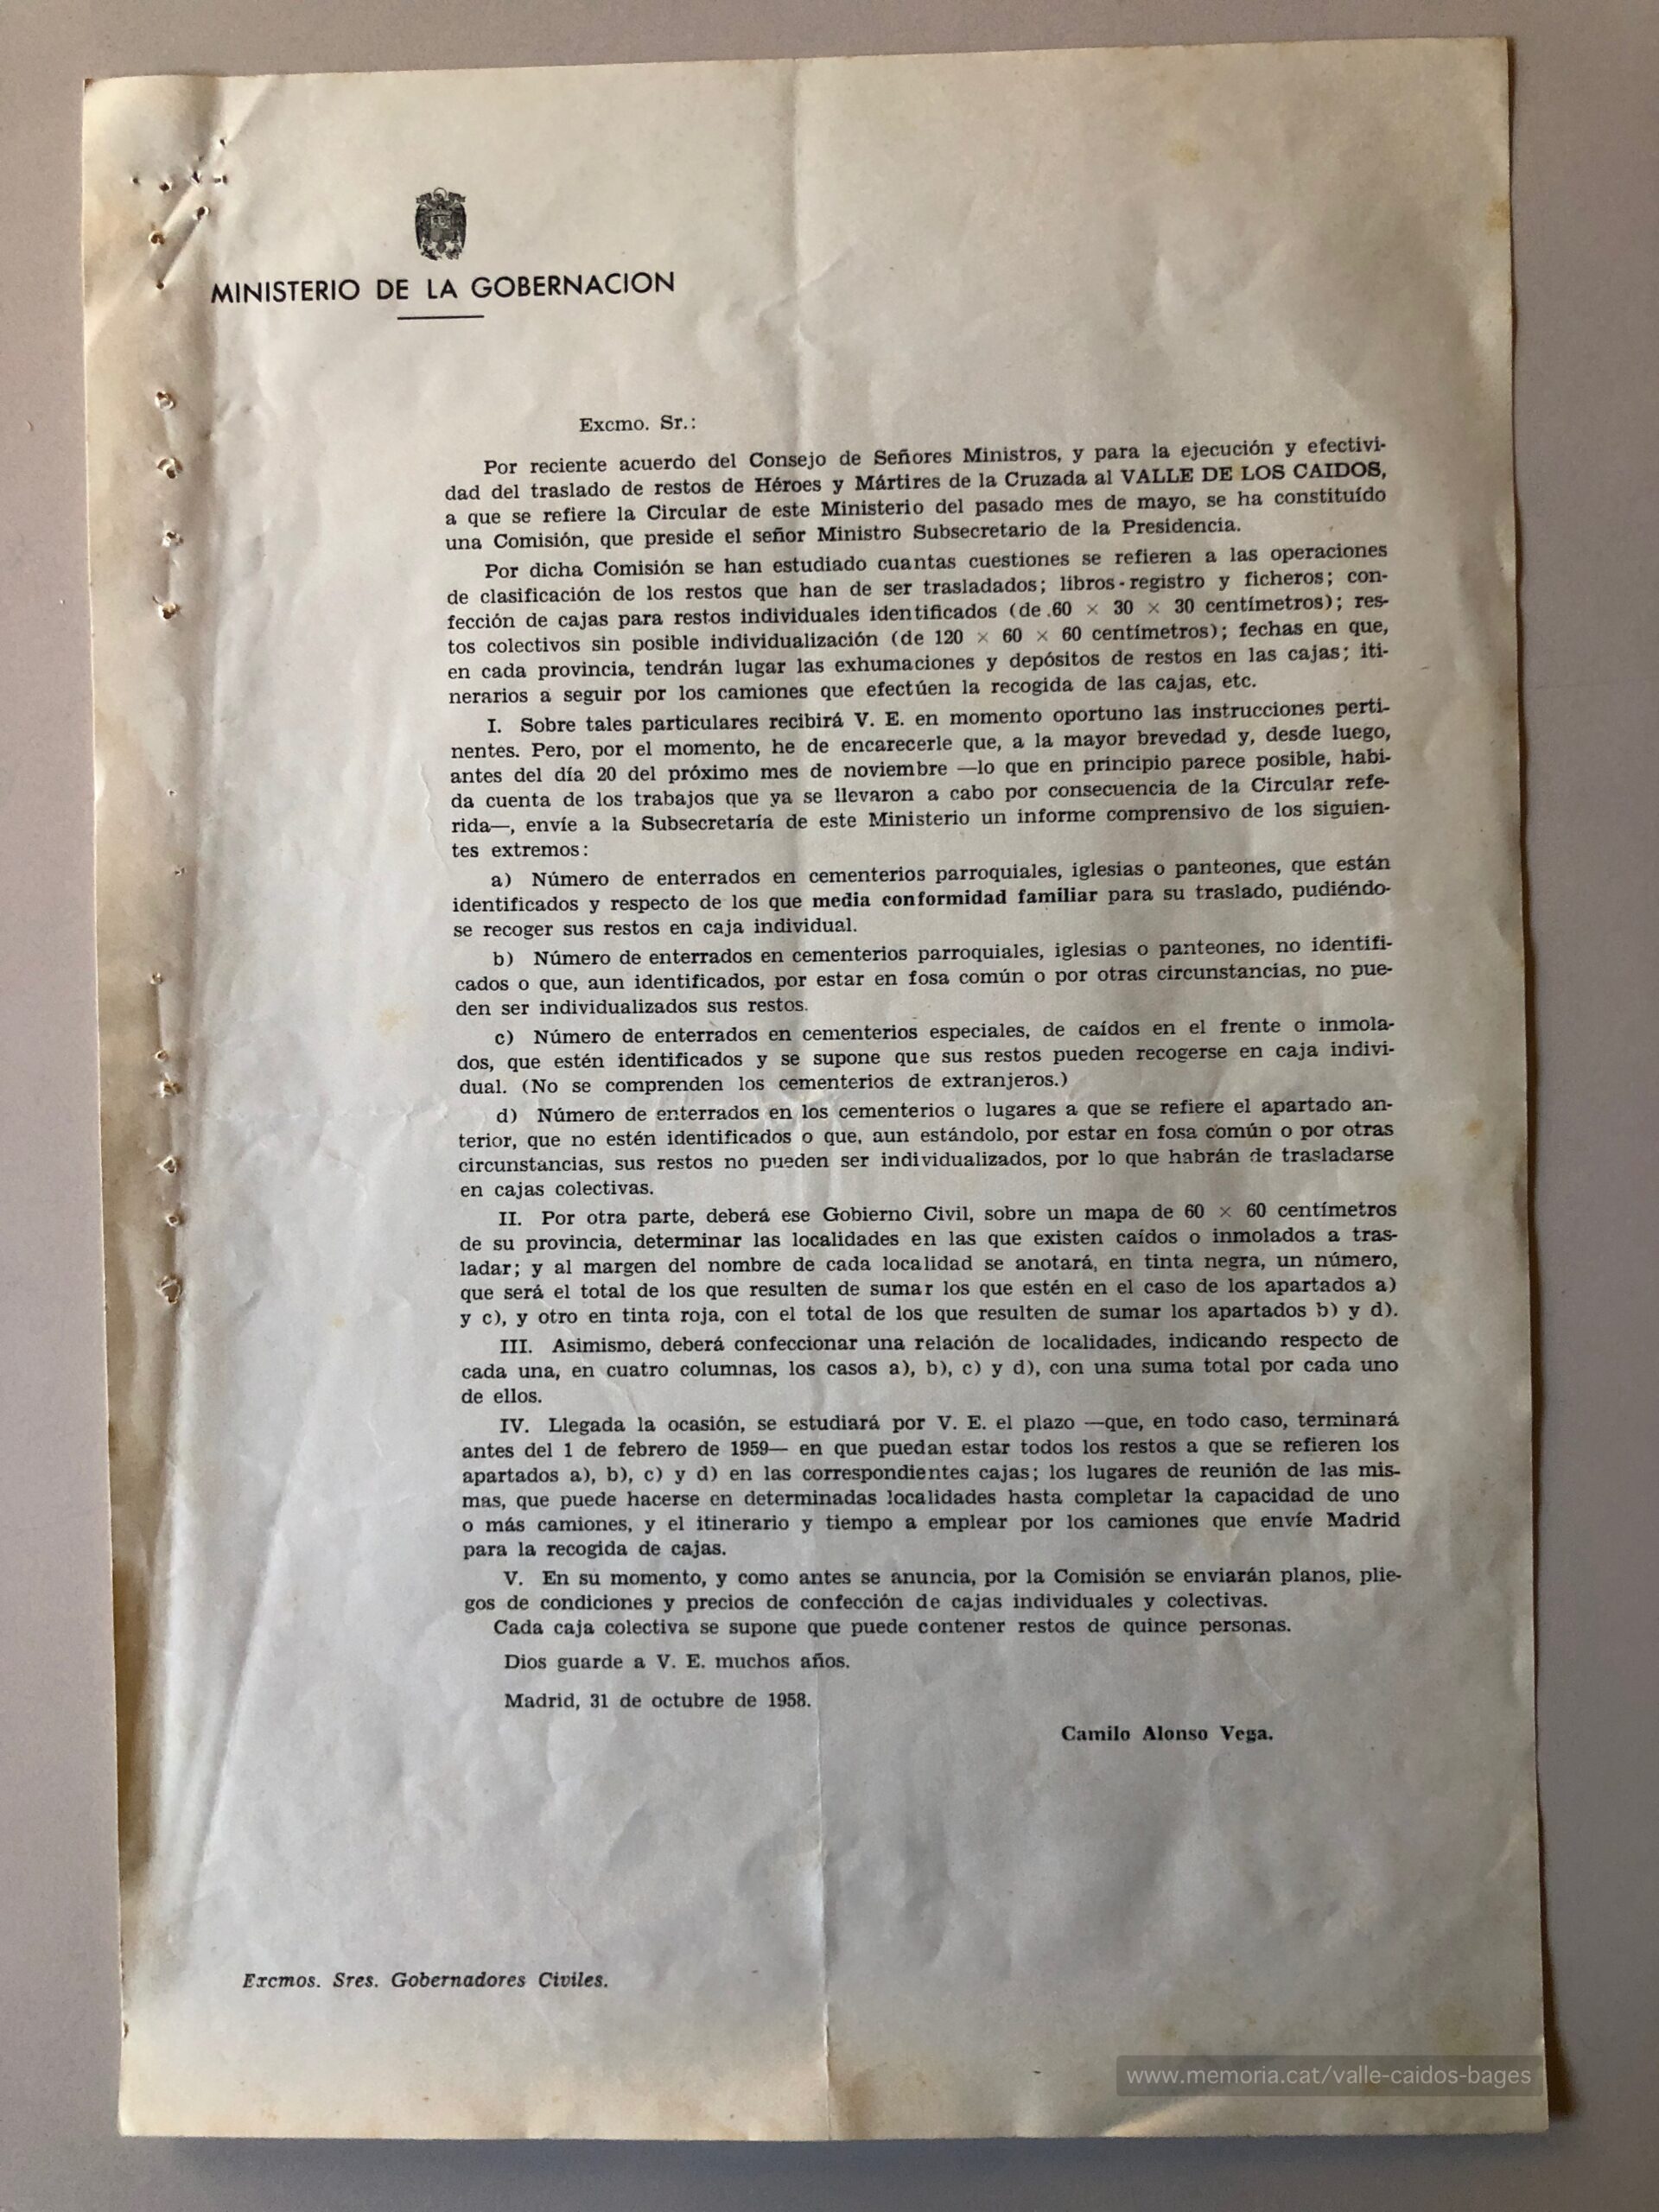 MINISTERIO DE LA GOBERNACION
Excmo. Sr.:
Por reciente acuerdo del Consejo de Señores Ministros, y para la ejecución y efectivi-
dad del traslado de restos de Héroes y Mártires de la Cruzada al VALLE DE LOS CAIDOS,
a que se refiere la Circular de este Ministerio del pasado mes de mayo, se ha constituído
una Comisión, que preside el señor Ministro Subsecretario de la Presidencia.
Por dicha Comisión se han estudiado cuantas cuestiones se refieren a las operaciones
de clasificación de los restos que han de ser trasladados; libros-registro y ficheros; con-
fección de cajas para restos individuales identificados (de 60 × 30 × 30 centímetros); res-
tos colectivos sin posible individualización (de 120 × 60 × 60 centímetros); fechas en que,
en cada provincia, tendrán lugar las exhumaciones y depósitos de restos en las cajas; iti-
nerarios a seguir por los camiones que efectúen la recogida de las cajas, etc.
I. Sobre tales particulares recibirá V. E. en momento oportuno las instrucciones perti-
nentes. Pero, por el momento, he de encarecerle que, a la mayor brevedad y, desde luego,
antes del día 20 del próximo mes de noviembre —lo que en principio parece posible, habi-
da cuenta de los trabajos que ya se llevaron a cabo por consecuencia de la Circular refe-
rida—, envíe a la Subsecretaría de este Ministerio un informe comprensivo de los siguien-
tes extremos:
a) Número de enterrados en cementerios parroquiales, iglesias o panteones, que están
identificados y respecto de los que media conformidad familiar para su traslado, pudiéndo-
se recoger sus restos en caja individual.
b) Número de enterrados en cementerios parroquiales, iglesias o panteones, no identifi-
cados o que, aun identificados, por estar en fosa común o por otras circunstancias, no pue-
den ser individualizados sus restos.
c) Número de enterrados en cementerios especiales, de caídos en el frente o inmola-
dos, que estén identificados y se supone que sus restos pueden recogerse en caja indivi-
dual. (No se comprenden los cementerios de extranjeros.)
d) Número de enterrados en los cementerios o lugares a que se refiere el apartado an-
terior, que no estén identificados o que, aun estándolo, por estar en fosa común o por otras
circunstancias, sus restos no pueden ser individualizados, por lo que habrán de trasladarse
en cajas colectivas.
II. Por otra parte, deberá ese Gobierno Civil, sobre un mapa de 60 × 60 centímetros
de su provincia, determinar las localidades en las que existen caídos o inmolados a tras-
ladar; y al margen del nombre de cada localidad se anotará, en tinta negra, un número,
que será el total de los que resulten de sumar los que estén en el caso de los apartados a)
y c), y otro en tinta roja, con el total de los que resulten de sumar los apartados b) y d).
III. Asimismo, deberá confeccionar una relación de localidades, indicando respecto de
cada una, en cuatro columnas, los casos a), b), c) y d), con una suma total por cada uno
de ellos.
IV. Llegada la ocasión, se estudiará por V. E. el plazo —que, en todo caso, terminará
antes del 1 de febrero de 1959— en que puedan estar todos los restos a que se refieren los
apartados a), b), c) y d) en las correspondientes cajas; los lugares de reunión de las mis-
mas, que puede hacerse en determinadas localidades hasta completar la capacidad de uno
o más camiones, y el itinerario y tiempo a emplear por los camiones que envíe Madrid
para la recogida de cajas.
V. En su momento, y como antes se anuncia, por la Comisión se enviarán planos, plie-
gos de condiciones y precios de confección de cajas individuales y colectivas.
Cada caja colectiva se supone que puede contener restos de quince personas.
Dios guarde a V. E. muchos años.
Madrid, 31 de octubre de 1958.
Camilo Alonso Vega.
Excmos. Sres. Gobernadores Civiles.
www.memoria.cat/valle-caidos-bages